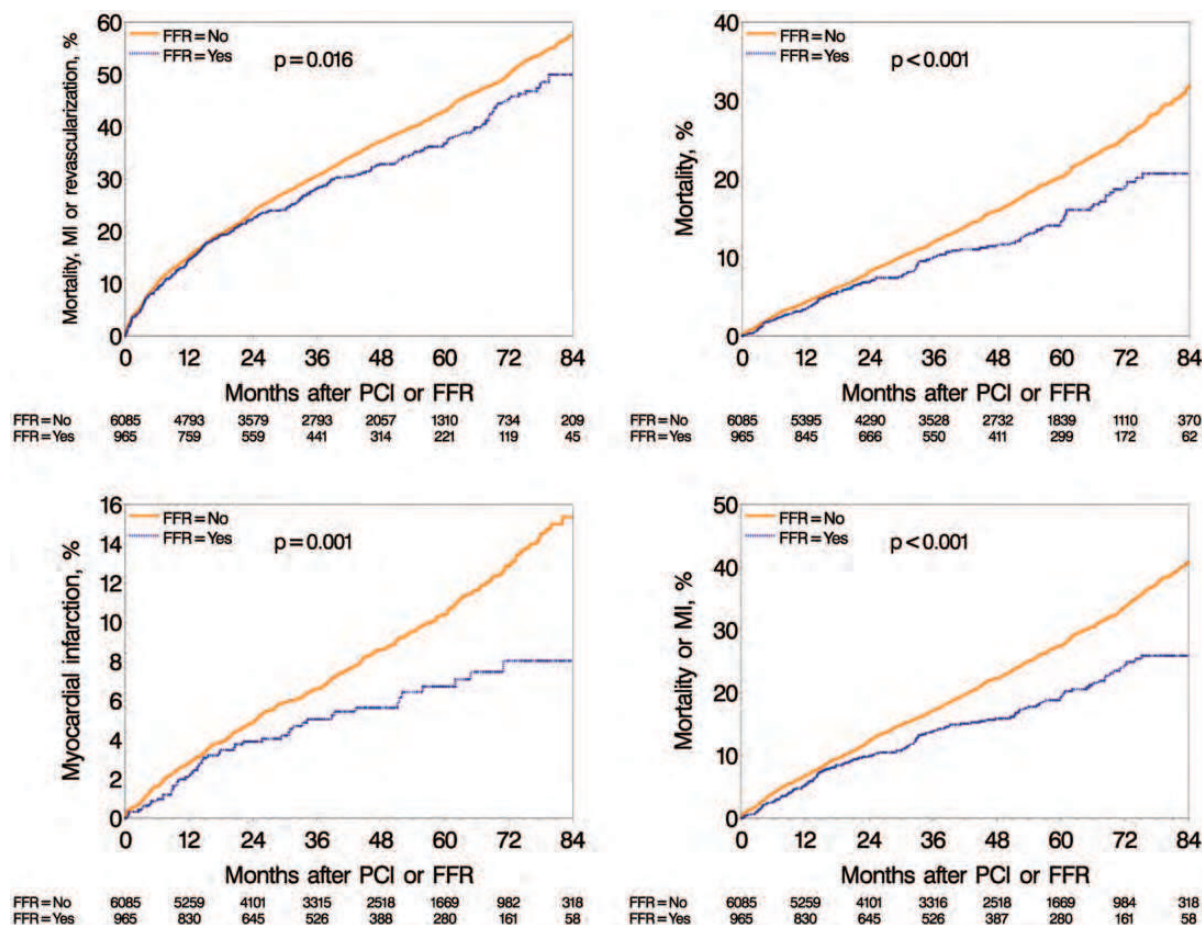 60
50
40
30
20
10
0
Mortality, MI or revascularization, %
FFR=No
FFR=Yes
p=0.016
0 12 24 36 48 60 72 84
Months after PCI or FFR
FFR=No 6085 4793 3579 2793 2057 1310 734 209
FFR=Yes 965 759 559 441 314 221 119 45
40
30
20
10
0
Mortality, %
FFR=No
FFR=Yes
p<0.001
0 12 24 36 48 60 72 84
Months after PCI or FFR
FFR=No 6085 5395 4290 3528 2732 1839 1110 370
FFR=Yes 965 845 666 550 411 299 172 62
16
14
12
10
8
6
4
2
0
Myocardial infarction, %
FFR=No
FFR=Yes
p=0.001
0 12 24 36 48 60 72 84
Months after PCI or FFR
FFR=No 6085 5259 4101 3315 2518 1669 982 318
FFR=Yes 965 830 645 526 388 280 161 58
50
40
30
20
10
0
Mortality or MI, %
FFR=No
FFR=Yes
p<0.001
0 12 24 36 48 60 72 84
Months after PCI or FFR
FFR=No 6085 5259 4101 3316 2518 1669 984 318
FFR=Yes 965 830 645 526 387 280 161 58